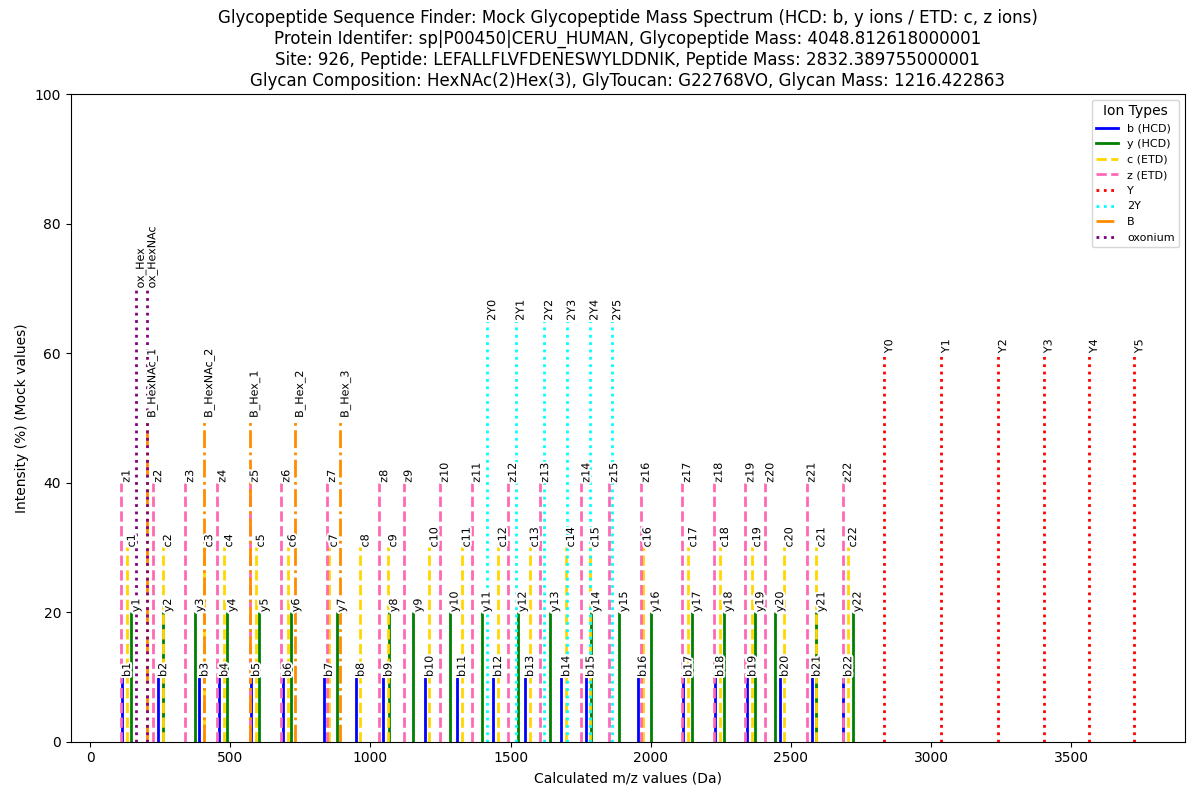 Glycopeptide Sequence Finder: Mock Glycopeptide Mass Spectrum (HCD: b, y ions / ETD: c, z ions)
Protein Identifer: sp|P00450|CERU_HUMAN, Glycopeptide Mass: 4048.812618000001
Site: 926, Peptide: LEFALLFLVFDENESWYLDDNIK, Peptide Mass: 2832.389755000001
Glycan Composition: HexNAc(2)Hex(3), GlyToucan: G22768VO, Glycan Mass: 1216.422863
Intensity (%) (Mock values)
100
80
60
40
20
0
Ion Types
b (HCD)
y (HCD)
c (ETD)
z (ETD)
Y
2Y
B
oxonium
ox_Hex
ox_HexNAc
2Y0 2Y1 2Y2 2Y3 2Y4 2Y5
Y0 Y1 Y2 Y3 Y4 Y5
B_HexNAc_1 B_HexNAc_2 B_Hex_1 B_Hex_2 B_Hex_3
z1 z2 z3 z4 z5 z6 z7 z8 z9 z10 z11 z12 z13 z14 z15 z16 z17 z18 z19 z20 z21 z22
c1 c2 c3 c4 c5 c6 c7 c8 c9 c10 c11 c12 c13 c14 c15 c16 c17 c18 c19 c20 c21 c22
y1 y2 y3 y4 y5 y6 y7 y8 y9 y10 y11 y12 y13 y14 y15 y16 y17 y18 y19 y20 y21 y22
b1 b2 b3 b4 b5 b6 b7 b8 b9 b10 b11 b12 b13 b14 b15 b16 b17 b18 b19 b20 b21 b22
0 500 1000 1500 2000 2500 3000 3500
Calculated m/z values (Da)